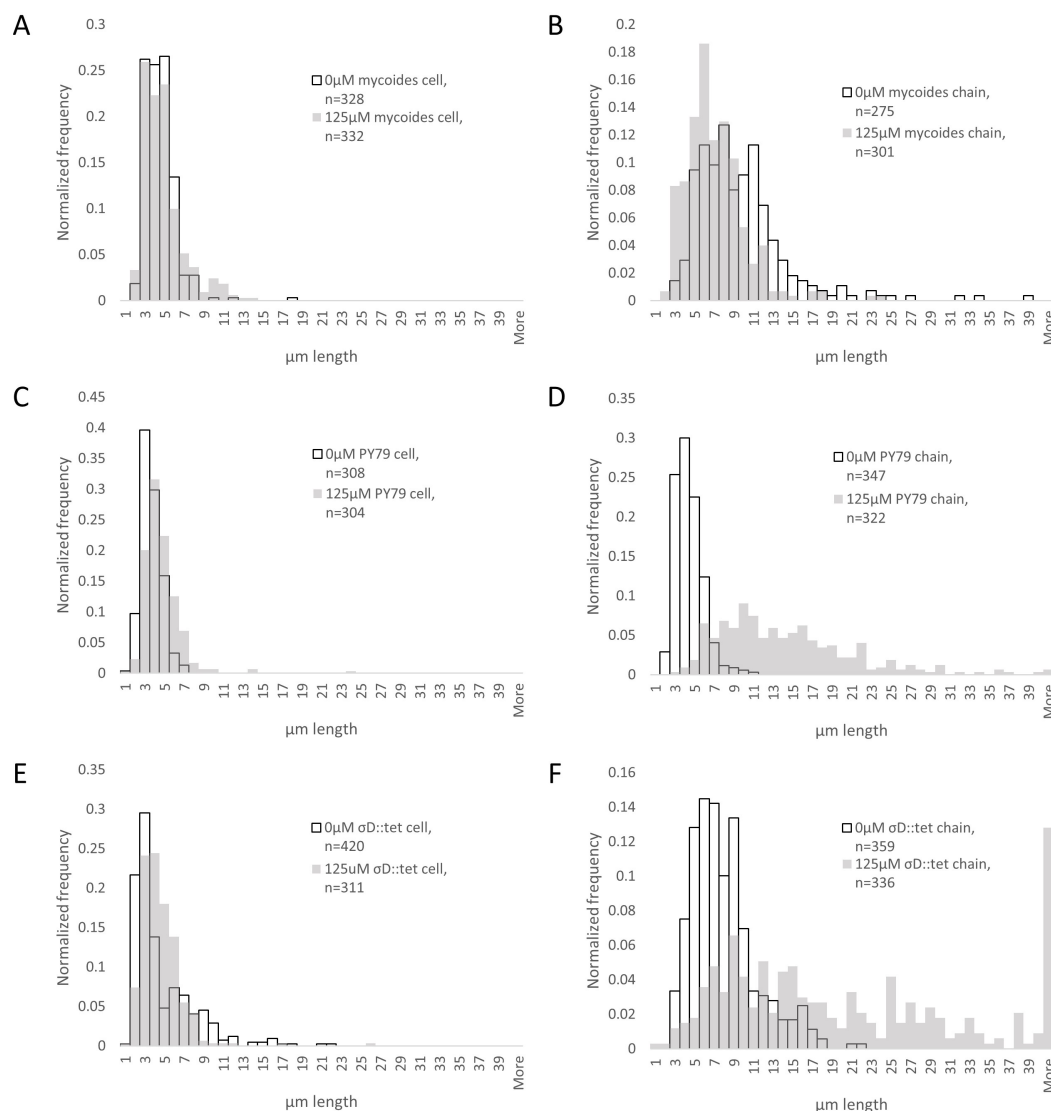 A
0.3
0.25
0.2
0.15
0.1
0.05
0
Normalized frequency
0µM mycoides cell,
n=328
125µM mycoides cell,
n=332
1 3 5 7 9 11 13 15 17 19 21 23 25 27 29 31 33 35 37 39 More
µm length
B
0.2
0.18
0.16
0.14
0.12
0.10
0.08
0.06
0.04
0.02
0
Normalized frequency
0µM mycoides chain,
n=275
125µM mycoides chain,
n=301
1 3 5 7 9 11 13 15 17 19 21 23 25 27 29 31 33 35 37 39 More
µm length
C
0.45
0.4
0.35
0.3
0.25
0.2
0.15
0.1
0.05
0
Normalized frequency
0µM PY79 cell,
n=308
125µM PY79 cell,
n=304
1 3 5 7 9 11 13 15 17 19 21 23 25 27 29 31 33 35 37 39 More
µm length
D
0.35
0.3
0.25
0.2
0.15
0.1
0.05
0
Normalized frequency
0µM PY79 chain,
n=347
125µM PY79 chain,
n=322
1 3 5 7 9 11 13 15 17 19 21 23 25 27 29 31 33 35 37 39 More
µm length
E
0.35
0.3
0.25
0.2
0.15
0.1
0.05
0
Normalized frequency
0µM σD::tet cell,
n=420
125uM σD::tet cell,
n=311
1 3 5 7 9 11 13 15 17 19 21 23 25 27 29 31 33 35 37 39 More
µm length
F
0.16
0.14
0.12
0.1
0.08
0.06
0.04
0.02
0
Normalized frequency
0µM σD::tet chain,
n=359
125µM σD::tet chain,
n=336
1 3 5 7 9 11 13 15 17 19 21 23 25 27 29 31 33 35 37 39 More
µm length